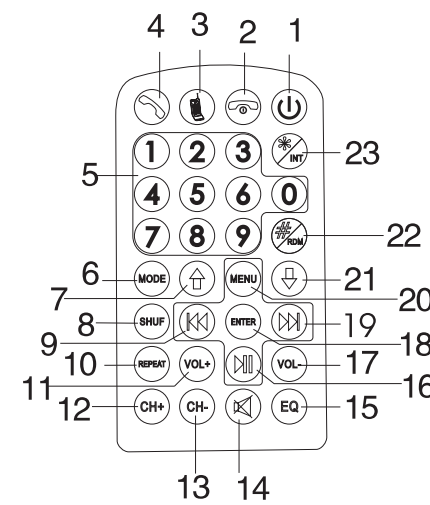 4 3 2 1
1 2 3 * INT 23
5
4 5 6 0
7 8 9 # RDM 22
6 MODE MENU 21
7 20
8 SHUF ENTER 19
9 18
10 REPEAT VOL+ VOL- 17
11 16
12 CH+ CH- EQ 15
13 14